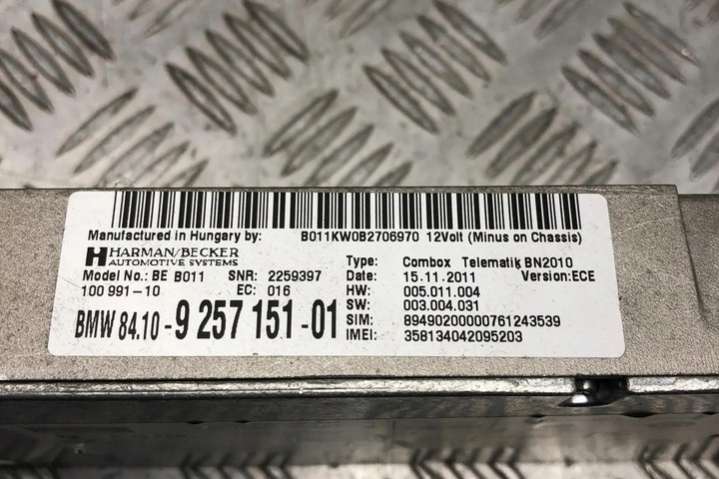 Manufactured in Hungary by: B011KW0B2706970 12Volt (Minus on Chassis)
HARMAN/BECKER
AUTOMOTIVE SYSTEMS
Type: Combox Telematik BN2010
Model No.: BE B011 SNR: 2259397 Date: 15.11.2011 Version:ECE
100 991-10 EC: 016 HW: 005.011.004
SW: 003.004.031
BMW 84.10-9 257 151-01 SIM: 89490200000761243539
IMEI: 358134042095203